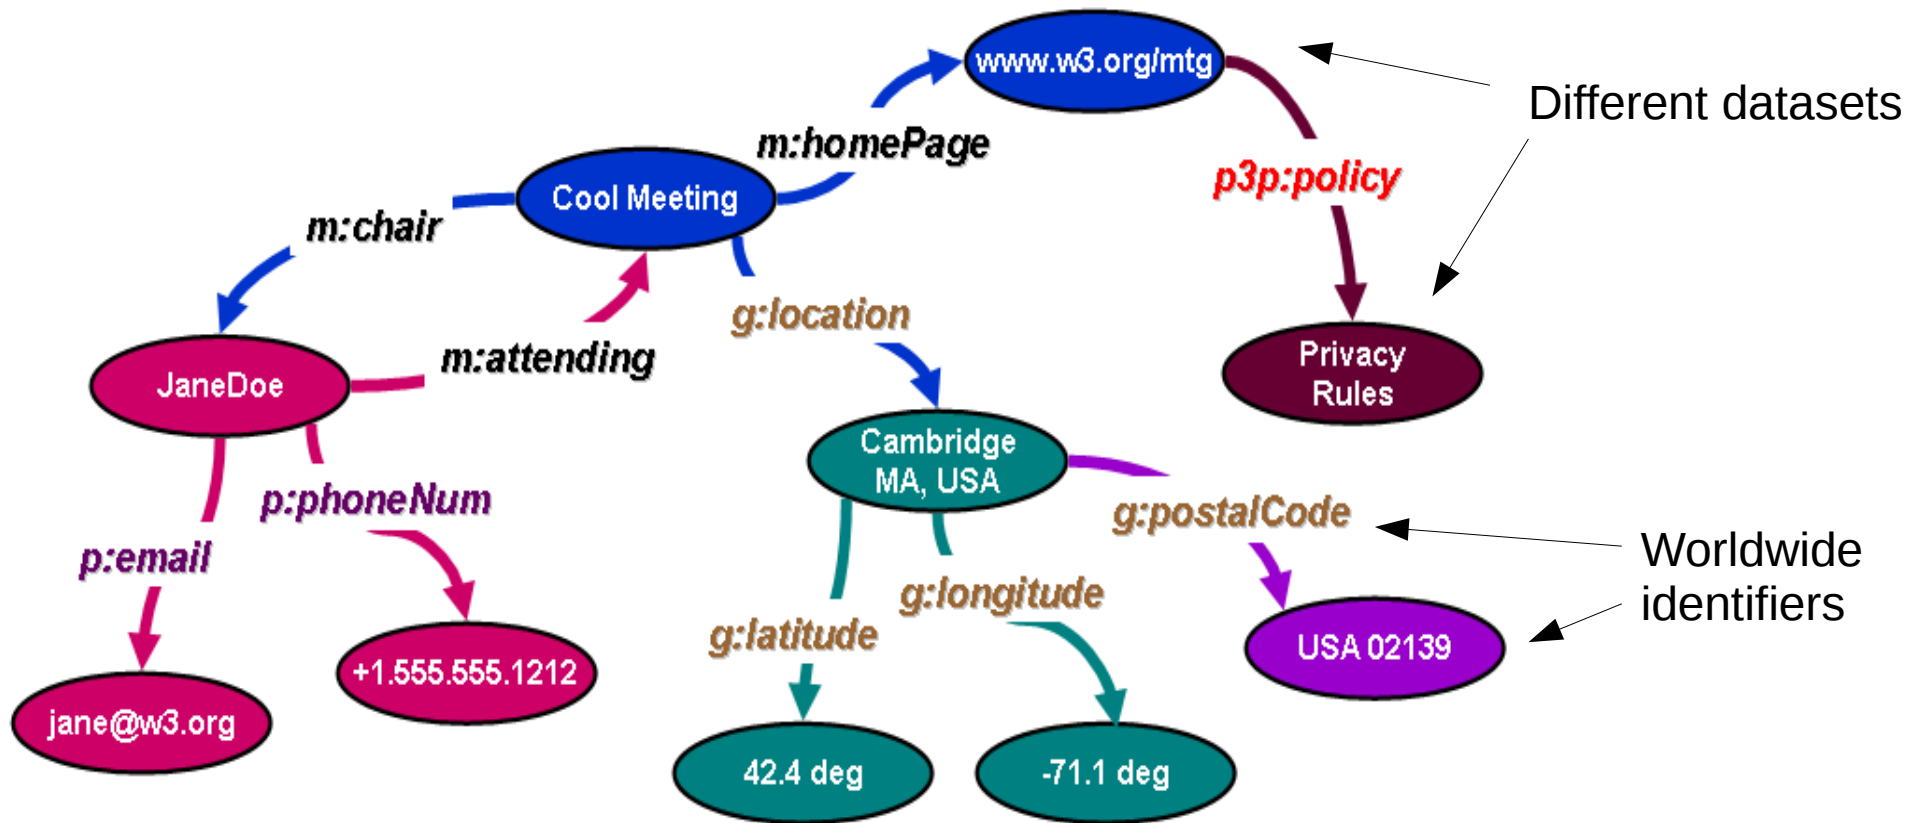 www.w3.org/mtg
Different datasets
m:homePage
p3p:policy
Cool Meeting
m:chair
g:location
m:attending
Privacy
Rules
JaneDoe
Cambridge
MA, USA
p:phoneNum
g:postalCode
p:email
Worldwide
identifiers
g:longitude
g:latitude
USA 02139
+1.555.555.1212
jane@w3.org
42.4 deg
-71.1 deg